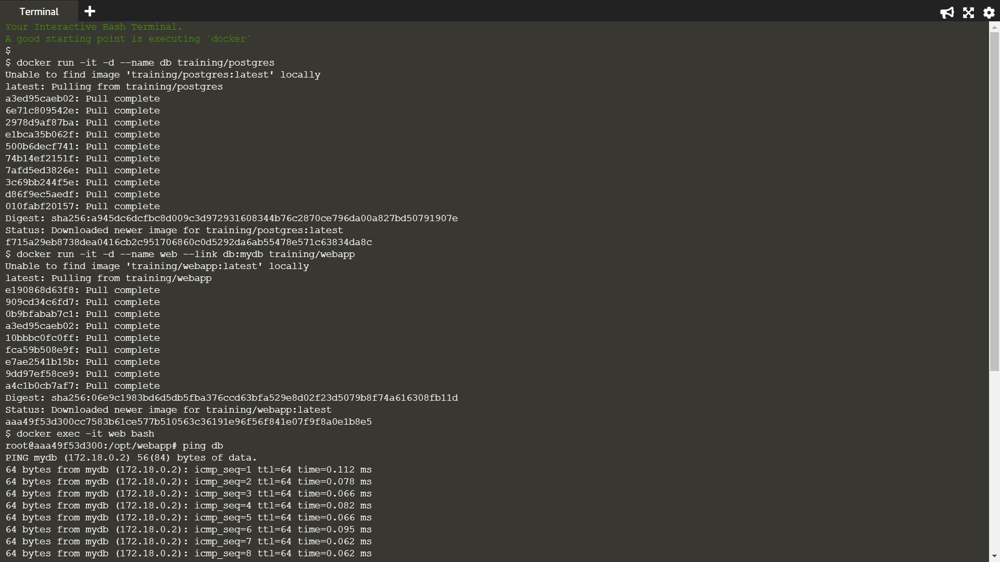 Terminal
Your Interactive Bash Terminal.
A good starting point is executing `docker`
$
$ docker run -it -d --name db training/postgres
Unable to find image 'training/postgres:latest' locally
latest: Pulling from training/postgres
a3ed95caeb02: Pull complete
6e71c809542e: Pull complete
2978d9af87ba: Pull complete
e1bca35b062f: Pull complete
500b6decf741: Pull complete
74b14ef2151f: Pull complete
7afd5ed3826e: Pull complete
3c69bb244f5e: Pull complete
d86f9ec5aedf: Pull complete
010fabf20157: Pull complete
Digest: sha256:a945dc6dcfbc8d009c3d972931608344b76c2870ce796da00a827bd50791907e
Status: Downloaded newer image for training/postgres:latest
f715a29eb8738dea0416cb2c951706860c0d5292da6ab55478e571c63834da8c
$ docker run -it -d --name web --link db:mydb training/webapp
Unable to find image 'training/webapp:latest' locally
latest: Pulling from training/webapp
e190868d63f8: Pull complete
909cd34c6fd7: Pull complete
0b9bfabab7c1: Pull complete
a3ed95caeb02: Pull complete
10bbbc0fc0ff: Pull complete
fca59b508e9f: Pull complete
e7ae2541b15b: Pull complete
9dd97ef58ce9: Pull complete
a4c1b0cb7af7: Pull complete
Digest: sha256:06e9c1983bd6d5db5fba376ccd63bfa529e8d02f23d5079b8f74a616308fb11d
Status: Downloaded newer image for training/webapp:latest
aaa49f53d300cc7583b61ce577b510563c36191e96f56f841e07f9f8a0e1b8e5
$ docker exec -it web bash
root@aaa49f53d300:/opt/webapp# ping db
PING mydb (172.18.0.2) 56(84) bytes of data.
64 bytes from mydb (172.18.0.2): icmp_seq=1 ttl=64 time=0.112 ms
64 bytes from mydb (172.18.0.2): icmp_seq=2 ttl=64 time=0.078 ms
64 bytes from mydb (172.18.0.2): icmp_seq=3 ttl=64 time=0.066 ms
64 bytes from mydb (172.18.0.2): icmp_seq=4 ttl=64 time=0.082 ms
64 bytes from mydb (172.18.0.2): icmp_seq=5 ttl=64 time=0.066 ms
64 bytes from mydb (172.18.0.2): icmp_seq=6 ttl=64 time=0.095 ms
64 bytes from mydb (172.18.0.2): icmp_seq=7 ttl=64 time=0.062 ms
64 bytes from mydb (172.18.0.2): icmp_seq=8 ttl=64 time=0.062 ms